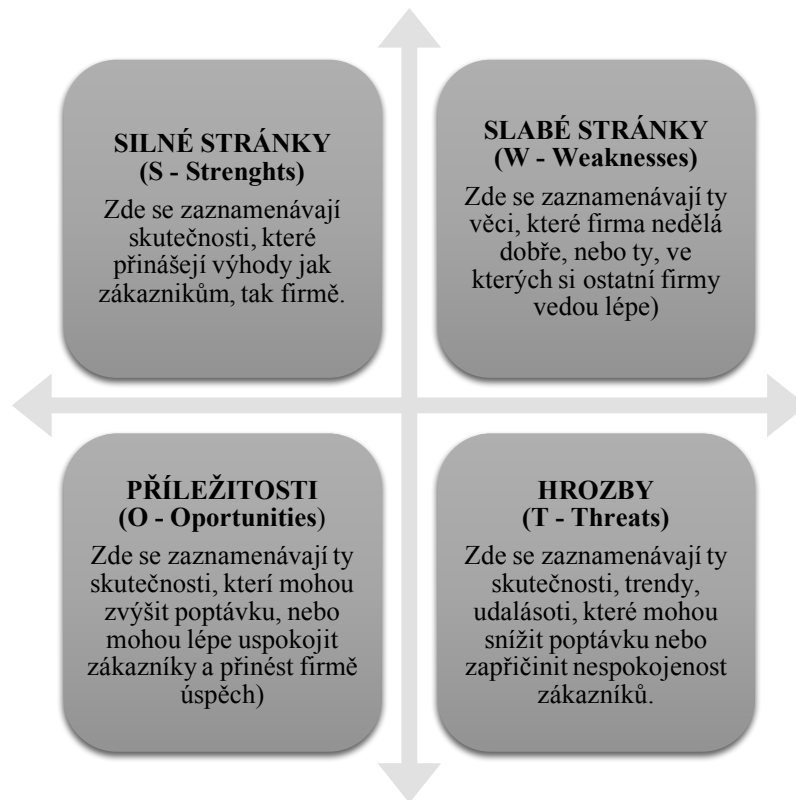 SILNÉ STRÁNKY
(S - Strenghts)
Zde se zaznamenávají
skutečnosti, které
přinášejí výhody jak
zákaznikům, tak firmě.
SLABÉ STRÁNKY
(W - Weaknesses)
Zde se zaznamenávají ty
věci, které firma nedělá
dobře, nebo ty, ve
kterých si ostatní firmy
vedou lépe)
PŘÍLEŽITOSTI
(O - Oportunities)
Zde se zaznamenávají ty
skutečnosti, kterí mohou
zvýšit poptávku, nebo
mohou lépe uspokojit
zákazníky a přinést firmě
úspěch)
HROZBY
(T - Threats)
Zde se zaznamenávají ty
skutečnosti, trendy,
udalásoti, které mohou
snížit poptávku nebo
zapřičinit nespokojenost
zákazníků.